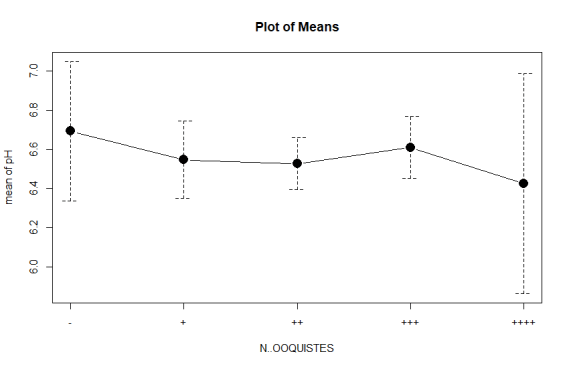 Plot of Means
mean of pH
7.0
6.8
6.6
6.4
6.2
6.0
- + ++ +++ ++++
N..OOQUISTES